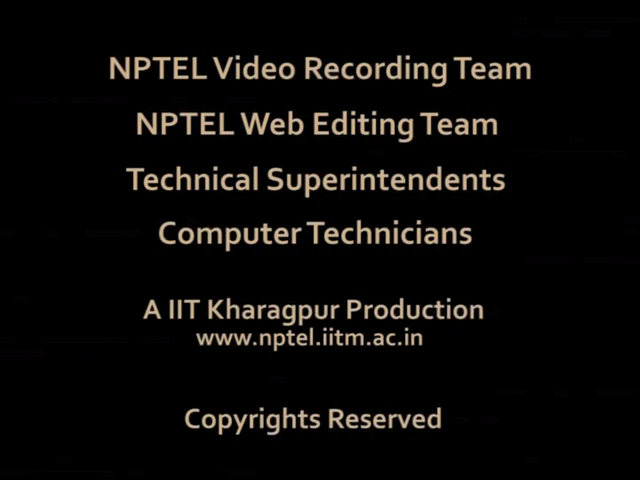 NPTEL Video Recording Team
NPTEL Web Editing Team
Technical Superintendents
Computer Technicians
A IIT Kharagpur Production
www.nptel.iitm.ac.in
Copyrights Reserved